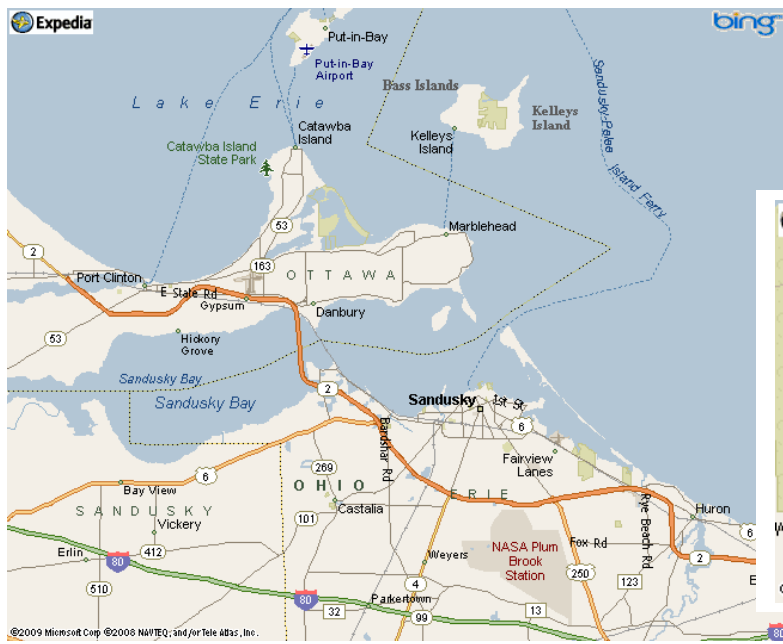 Expedia
bing
Put-in-Bay
Put-in-Bay
Airport
Lake Erie
Bass Islands
Kelleys
Island
Kelleys
Island
Sandusky-Pelee Island Ferry
Catawba
Island
Catawba Island
State Park
53
Marblehead
2
163
OTTAWA
Port Clinton
E State Rd
Gypsum
Danbury
53
Hickory
Grove
Sandusky Bay
Sandusky Bay
2
Sandusky
1st St
6
Bardshar Rd
Fairview
Lanes
269
6
OHIO
ERIE
Bay View
SANDUSKY
Vickery
101
Castalia
Rye Beach Rd
Huron
412
Erlin
80
Weyers
NASA Plum
Brook
Station
Fox Rd
250
2
510
4
123
80
Parkertown
32
99
13
80
©2009 Microsoft Corp ©2008 NAVTEQ, and/or Tele Atlas, Inc.